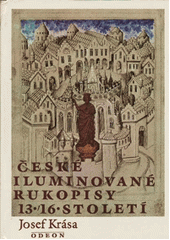 ČESKÉ
ILUMINOVANÉ
RUKOPISY
13·/16·STOLETÍ
Josef Krása
ODEON